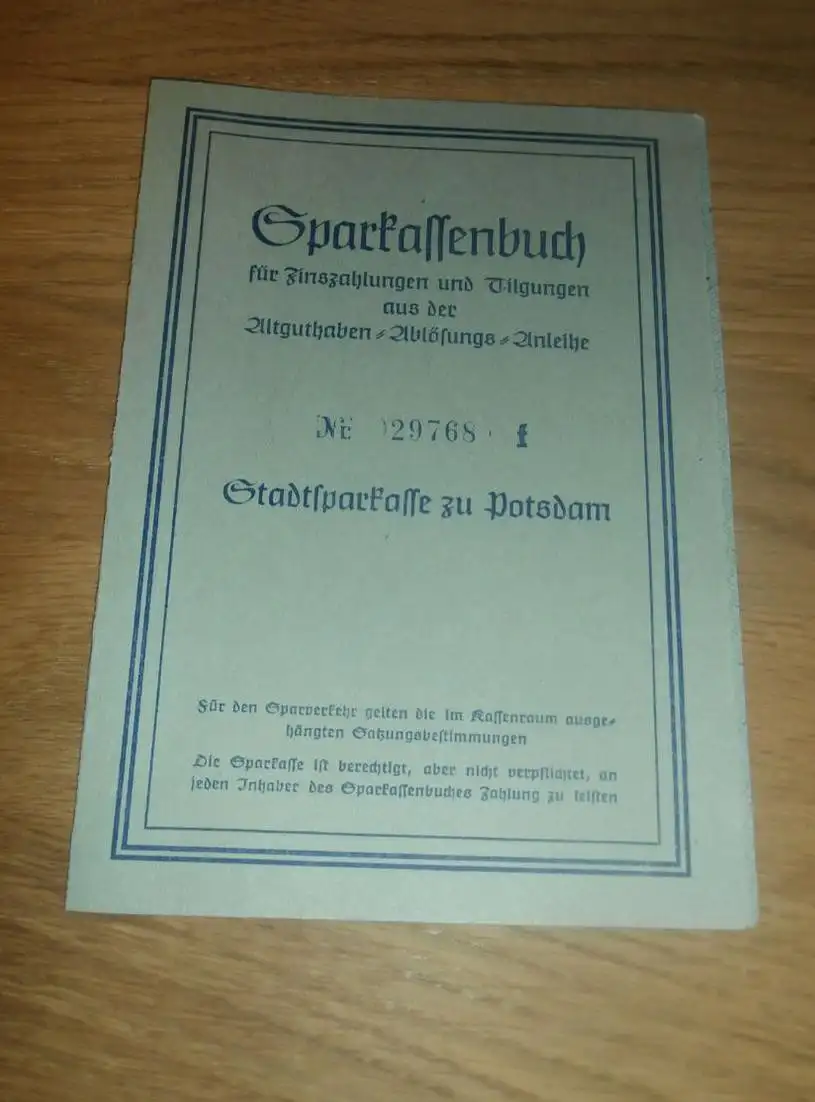 Sparkassenbuch
für Zinszahlungen und Tilgungen
aus der
Altguthaben-Ablösungs-Anleihe
Nr. 29768 f
Stadtsparkasse zu Potsdam
Für den Sparverkehr gelten die im Kassenraum ausge-
hängten Satzungsbestimmungen
Die Sparkasse ist berechtigt, aber nicht verpflichtet, an
jeden Inhaber des Sparkassenbuches Zahlung zu leisten